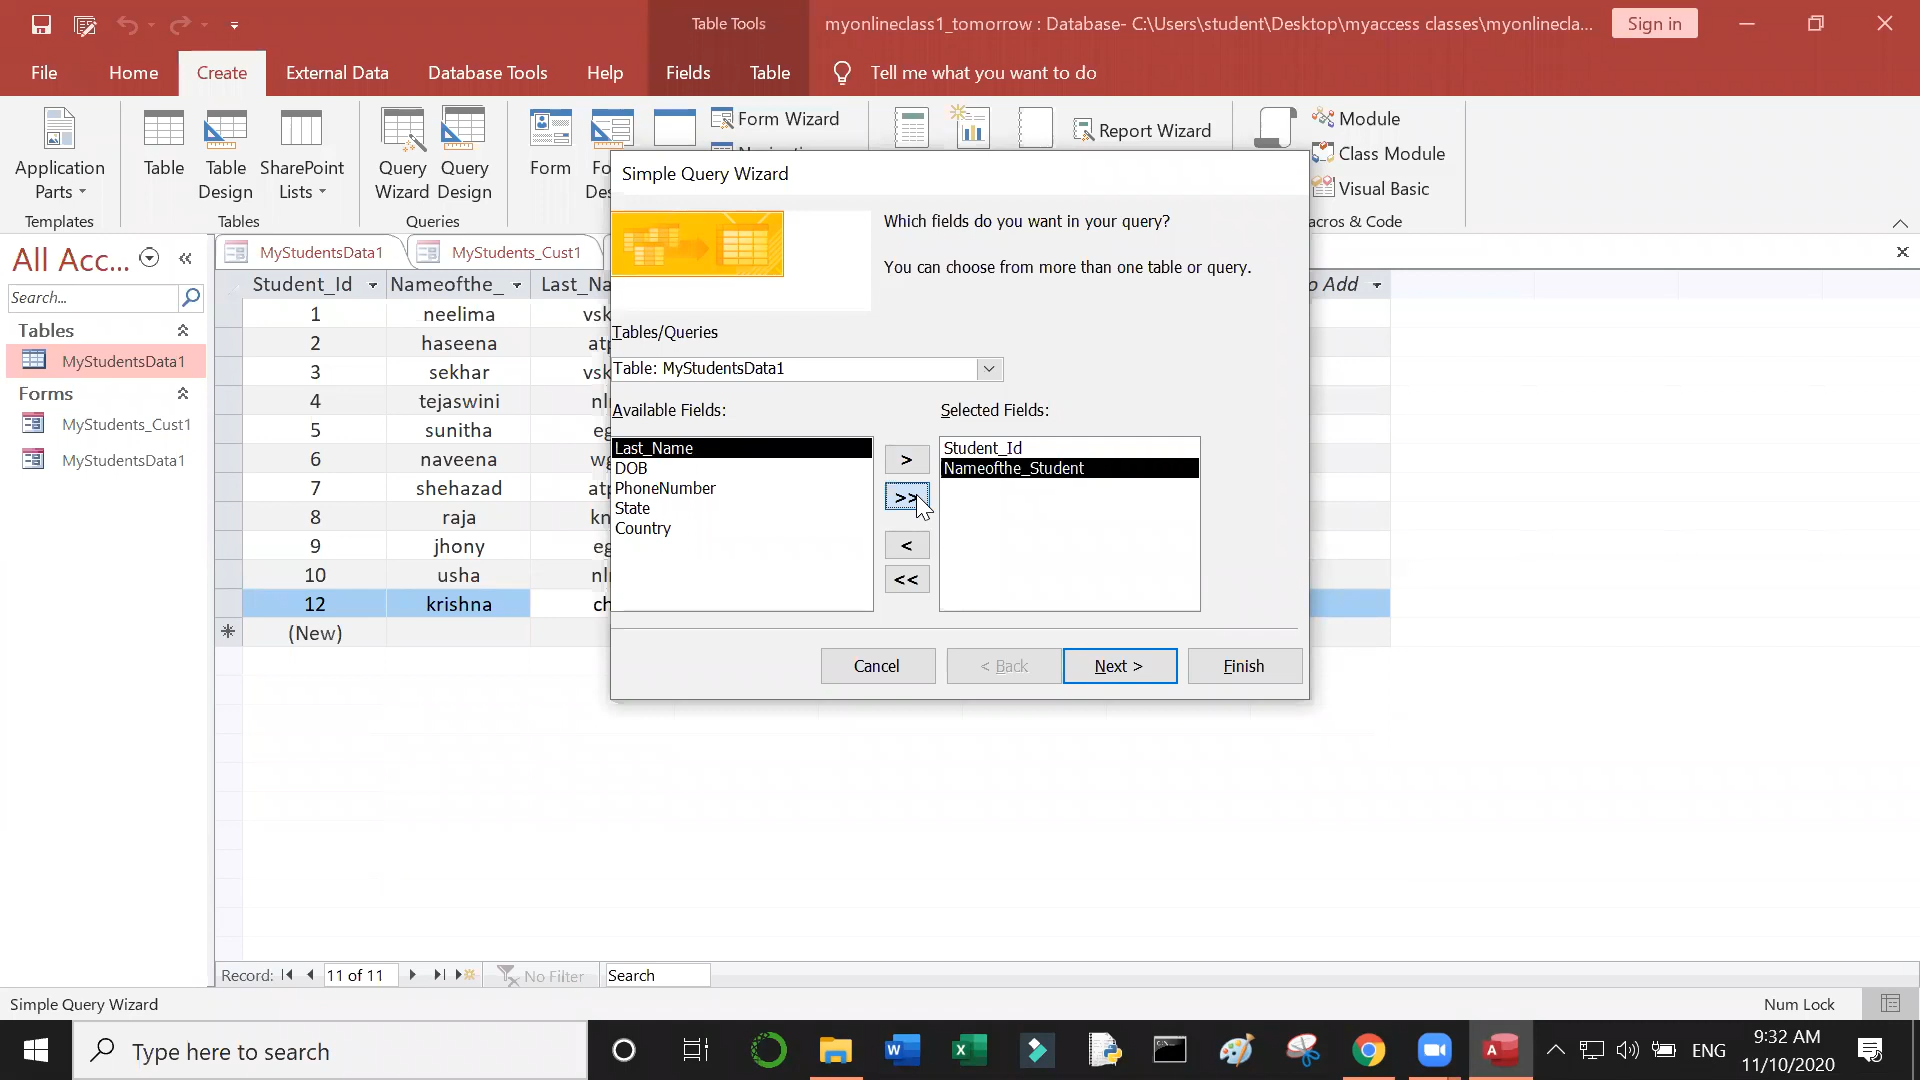 Table Tools
myonlineclass1_tomorrow : Database- C:\Users\student\Desktop\myaccess classes\myonlinecla...
Sign in
File Home Create External Data Database Tools Help Fields Table Tell me what you want to do
Application Parts
Table
Table Design
SharePoint Lists
Query Wizard
Query Design
Form
Form Wizard
Report Wizard
Module
Class Module
Visual Basic
Templates
Tables
Queries
acros & Code
All Acc...
Search...
Tables
MyStudentsData1
Forms
MyStudents_Cust1
MyStudentsData1
MyStudentsData1 MyStudents_Cust1
Student_Id Nameofthe_ Last_Na o Add
1 neelima vsk
2 haseena atp
3 sekhar vsk
4 tejaswini nl
5 sunitha eg
6 naveena wg
7 shehazad atp
8 raja kn
9 jhony eg
10 usha nl
12 krishna ch
(New)
Simple Query Wizard
Which fields do you want in your query?
You can choose from more than one table or query.
Tables/Queries
Table: MyStudentsData1
Available Fields:
Last_Name
DOB
PhoneNumber
State
Country
>
>>
<
<<
Selected Fields:
Student_Id
Nameofthe_Student
Cancel < Back Next > Finish
Record: 11 of 11 No Filter Search
Simple Query Wizard Num Lock
Type here to search
ENG
9:32 AM
11/10/2020